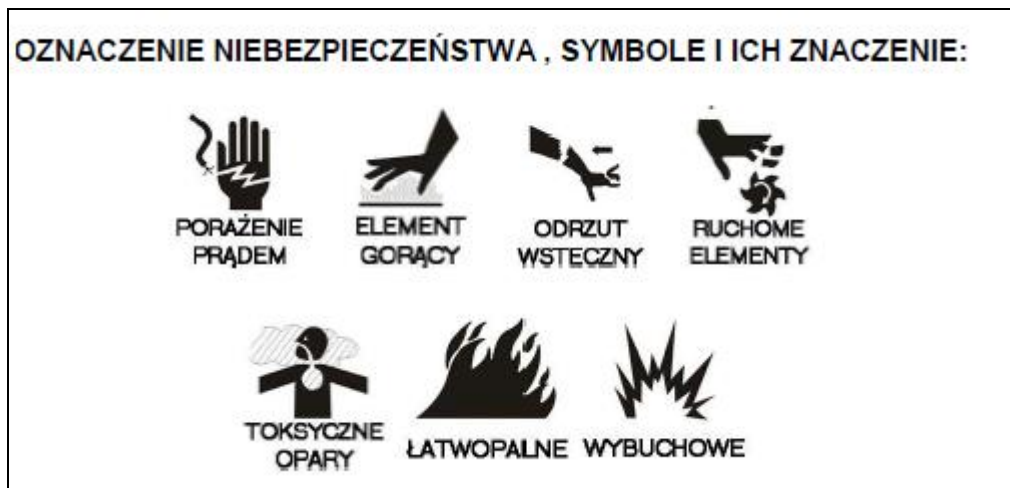 OZNACZENIE NIEBEZPIECZEŃSTWA , SYMBOLE I ICH ZNACZENIE:
PORAŻENIE
PRĄDEM
ELEMENT
GORĄCY
ODRZUT
WSTECZNY
RUCHOME
ELEMENTY
TOKSYCZNE
OPARY
ŁATWOPALNE
WYBUCHOWE